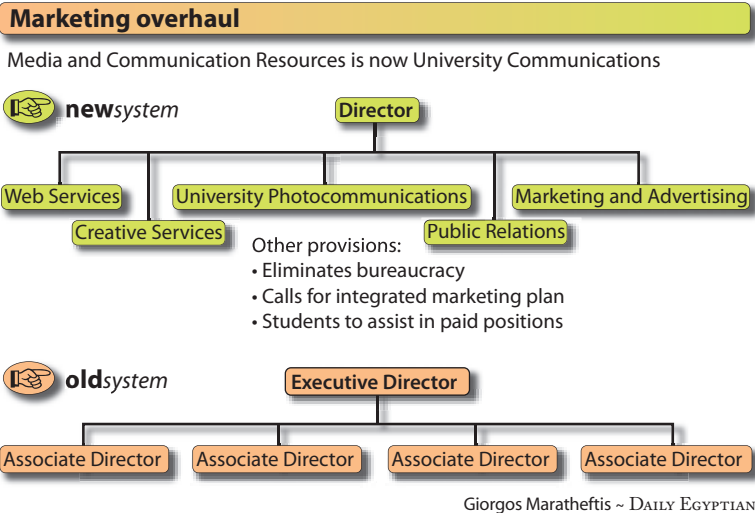 Marketing overhaul
Media and Communication Resources is now University Communications
newsystem
Director
Web Services
University Photocommunications
Marketing and Advertising
Creative Services
Public Relations
Other provisions:
• Eliminates bureaucracy
• Calls for integrated marketing plan
• Students to assist in paid positions
oldsystem
Executive Director
Associate Director
Associate Director
Associate Director
Associate Director
Giorgos Maratheftis ~ Daily Egyptian